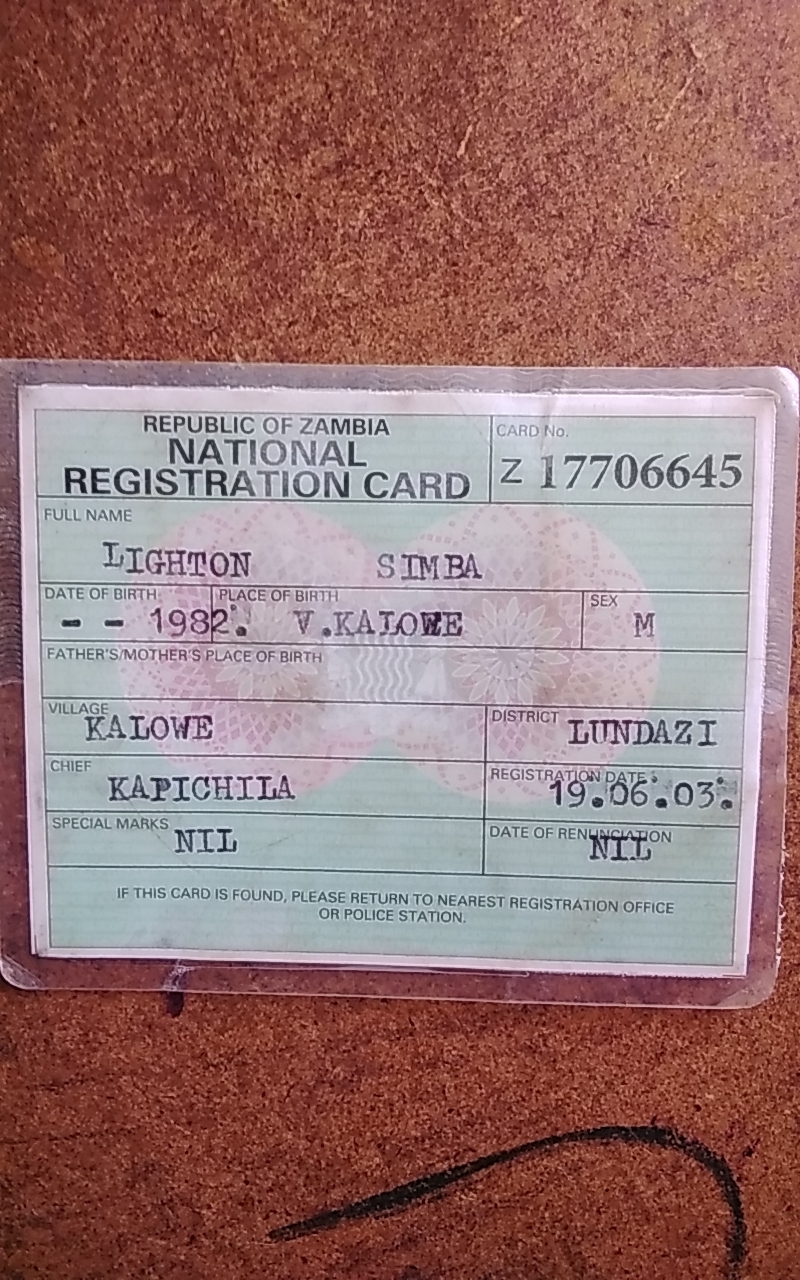 REPUBLIC OF ZAMBIA
NATIONAL
REGISTRATION CARD
CARD No.
Z 17706645
FULL NAME
LIGHTON SIMBA
DATE OF BIRTH
- - 1982.
PLACE OF BIRTH
V.KALOWE
SEX
M
FATHER'S/MOTHER'S PLACE OF BIRTH
VILLAGE
KALOWE
DISTRICT
LUNDAZI
CHIEF
KAPICHILA
REGISTRATION DATE
19.06.03.
SPECIAL MARKS
NIL
DATE OF RENUNCIATION
NIL
IF THIS CARD IS FOUND, PLEASE RETURN TO NEAREST REGISTRATION OFFICE
OR POLICE STATION.